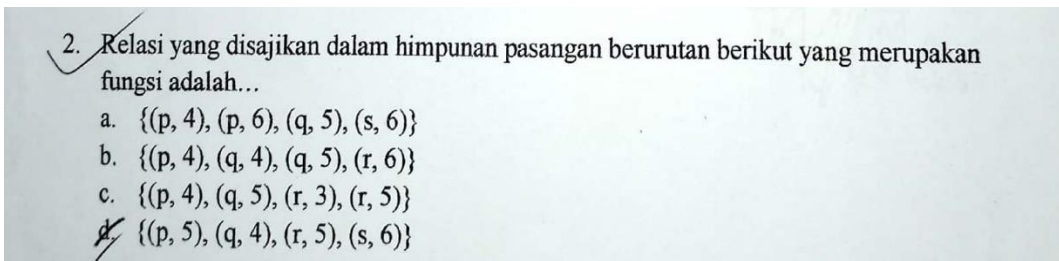 2. Relasi yang disajikan dalam himpunan pasangan berurutan berikut yang merupakan
fungsi adalah...
a. {(p, 4), (p, 6), (q, 5), (s, 6)}
b. {(p, 4), (q, 4), (q, 5), (r, 6)}
c. {(p, 4), (q, 5), (r, 3), (r, 5)}
d. {(p, 5), (q, 4), (r, 5), (s, 6)}